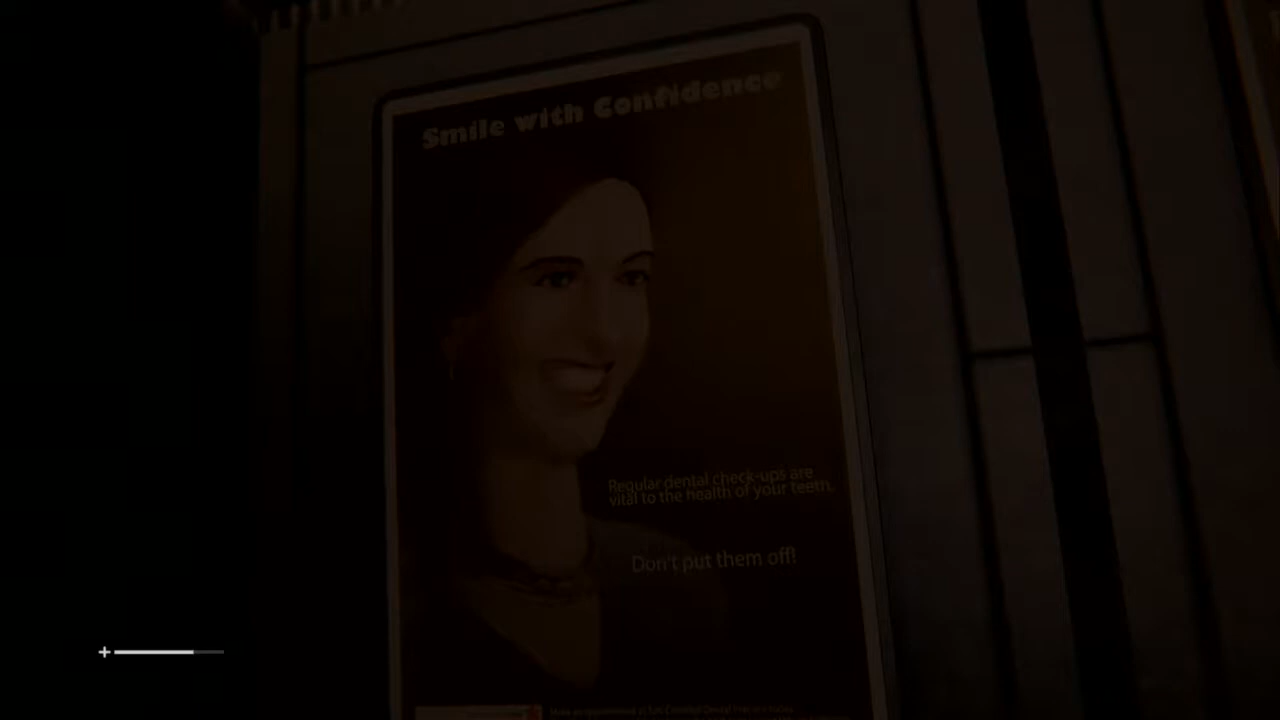 Smile with Confidence
Regular dental check-ups are
vital to the health of your teeth.
Don't put them off!